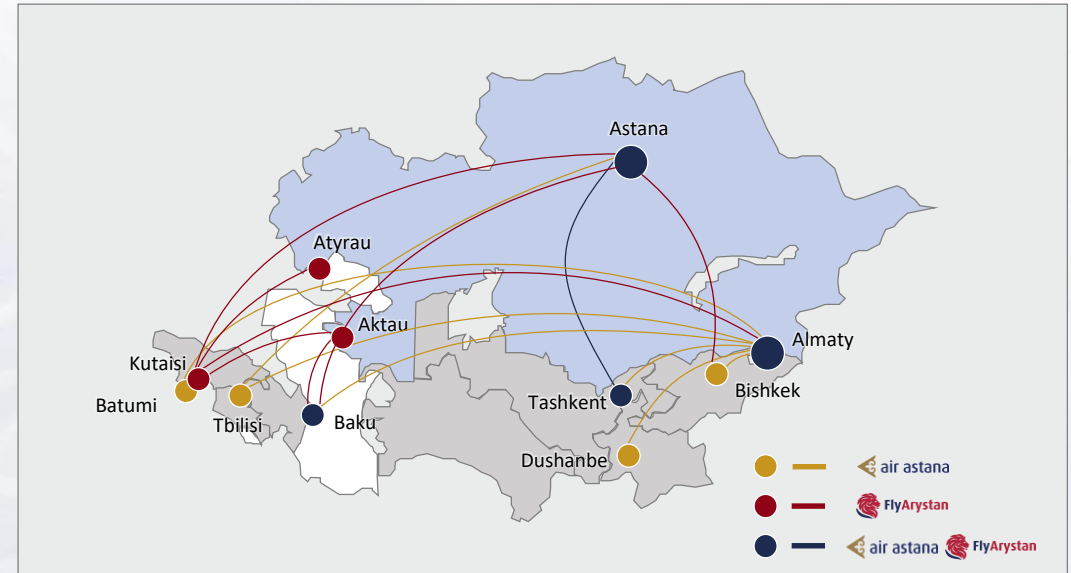 Astana
Atyrau
Aktau
Kutaisi
Almaty
Batumi
Bishkek
Tbilisi
Baku
Tashkent
Dushanbe
air astana
FlyArystan
air astana FlyArystan